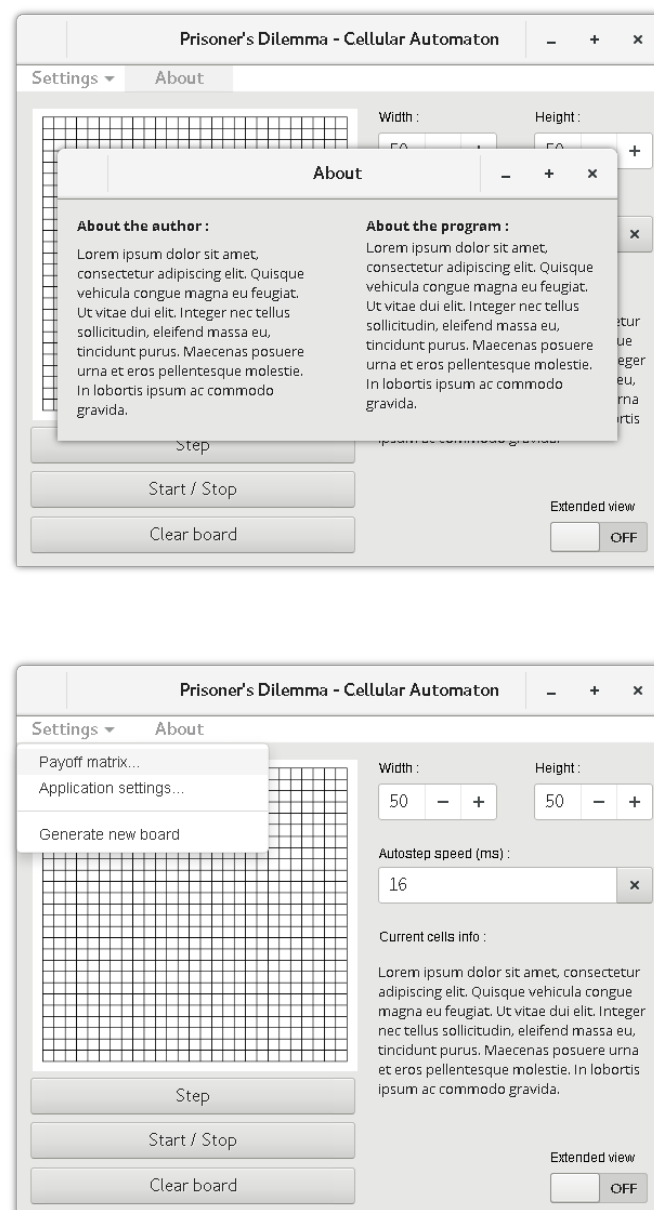 Prisoner's Dilemma - Cellular Automaton
Settings
About
Width :
Height :
About
About the author :
Lorem ipsum dolor sit amet,
consectetur adipiscing elit. Quisque
vehicula congue magna eu feugiat.
Ut vitae dui elit. Integer nec tellus
sollicitudin, eleifend massa eu,
tincidunt purus. Maecenas posuere
urna et eros pellentesque molestie.
In lobortis ipsum ac commodo
gravida.
About the program :
Lorem ipsum dolor sit amet,
consectetur adipiscing elit. Quisque
vehicula congue magna eu feugiat.
Ut vitae dui elit. Integer nec tellus
sollicitudin, eleifend massa eu,
tincidunt purus. Maecenas posuere
urna et eros pellentesque molestie.
In lobortis ipsum ac commodo
gravida.
Step
Start / Stop
Clear board
Extended view
OFF
Prisoner's Dilemma - Cellular Automaton
Settings
About
Payoff matrix...
Application settings...
Generate new board
Width :
Height :
50 − +
50 − +
Autostep speed (ms) :
16
Current cells info :
Lorem ipsum dolor sit amet, consectetur
adipiscing elit. Quisque vehicula congue
magna eu feugiat. Ut vitae dui elit. Integer
nec tellus sollicitudin, eleifend massa eu,
tincidunt purus. Maecenas posuere urna
et eros pellentesque molestie. In lobortis
ipsum ac commodo gravida.
Step
Start / Stop
Clear board
Extended view
OFF